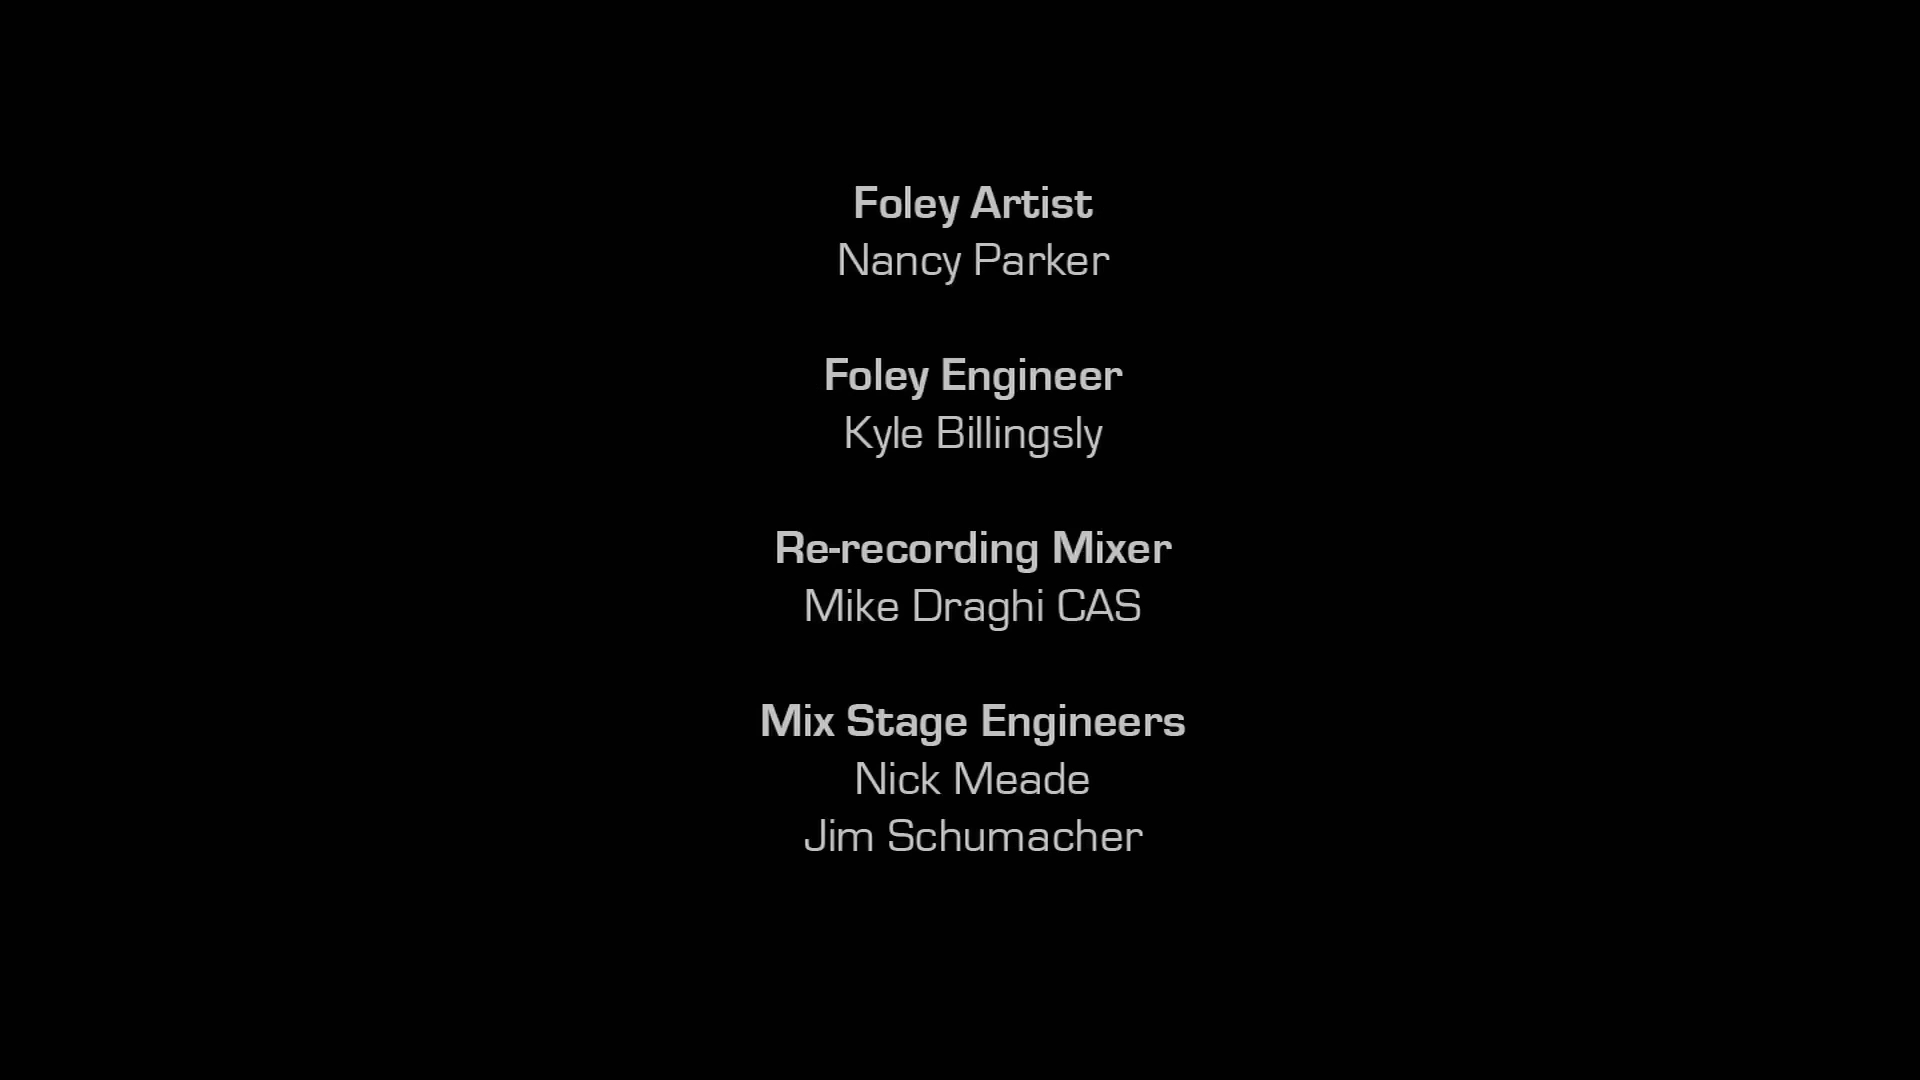 Foley Artist
Nancy Parker
Foley Engineer
Kyle Billingsly
Re-recording Mixer
Mike Draghi CAS
Mix Stage Engineers
Nick Meade
Jim Schumacher